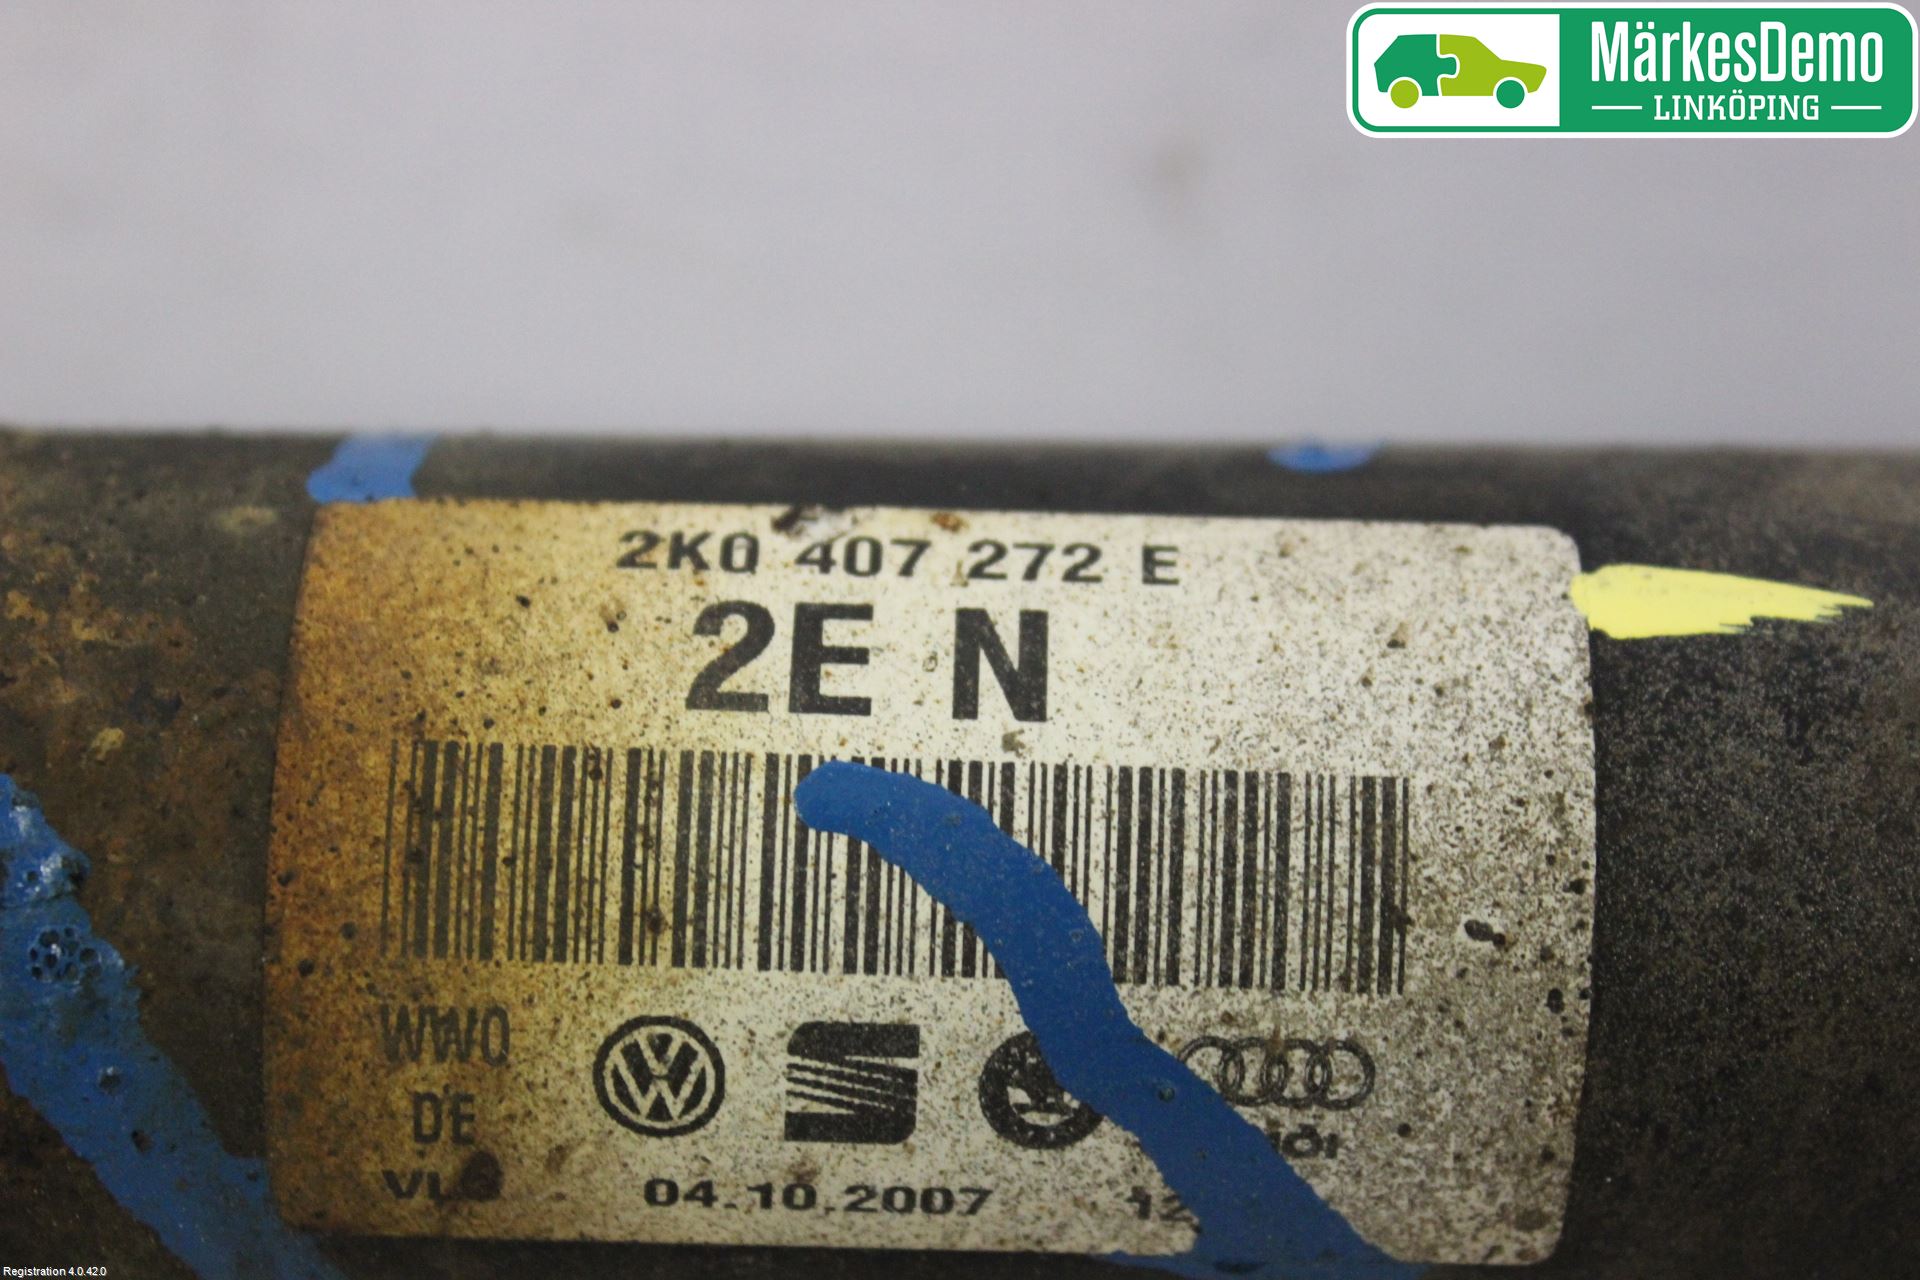 MärkesDemo
LINKÖPING
2K0 407 272 E
2E N
WWO
DE
04.10.2007
Registration 4.0.42.0